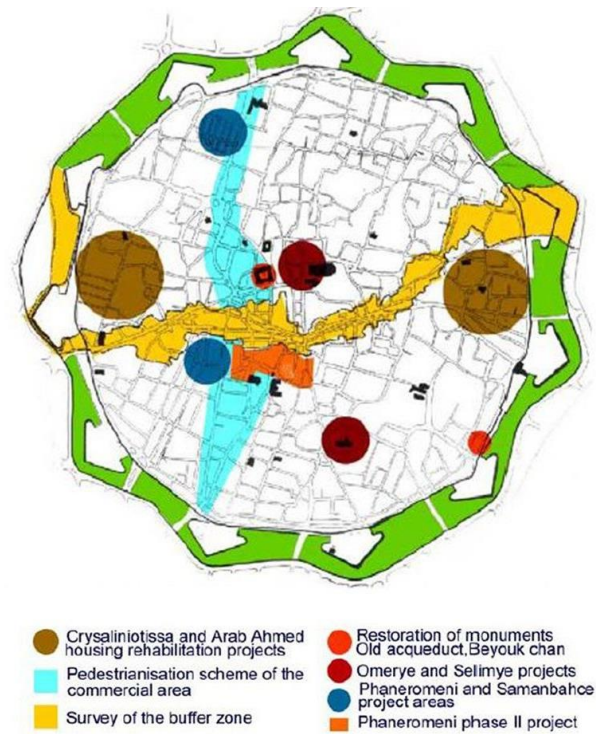 Crysaliniotissa and Arab Ahmed
housing rehabilitation projects
Pedestrianisation scheme of the
commercial area
Survey of the buffer zone
Restoration of monuments
Old acqueduct,Beyouk chan
Omerye and Selimye projects
Phaneromeni and Samanbahce
project areas
Phaneromeni phase II project